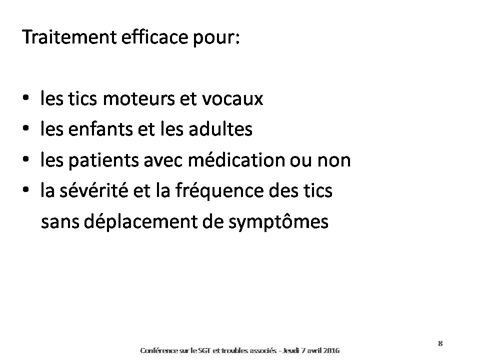 Traitement efficace pour:
• les tics moteurs et vocaux
• les enfants et les adultes
• les patients avec médication ou non
• la sévérité et la fréquence des tics
sans déplacement de symptômes
8
Conférence sur le SGT et troubles associés - Jeudi 7 avril 2016